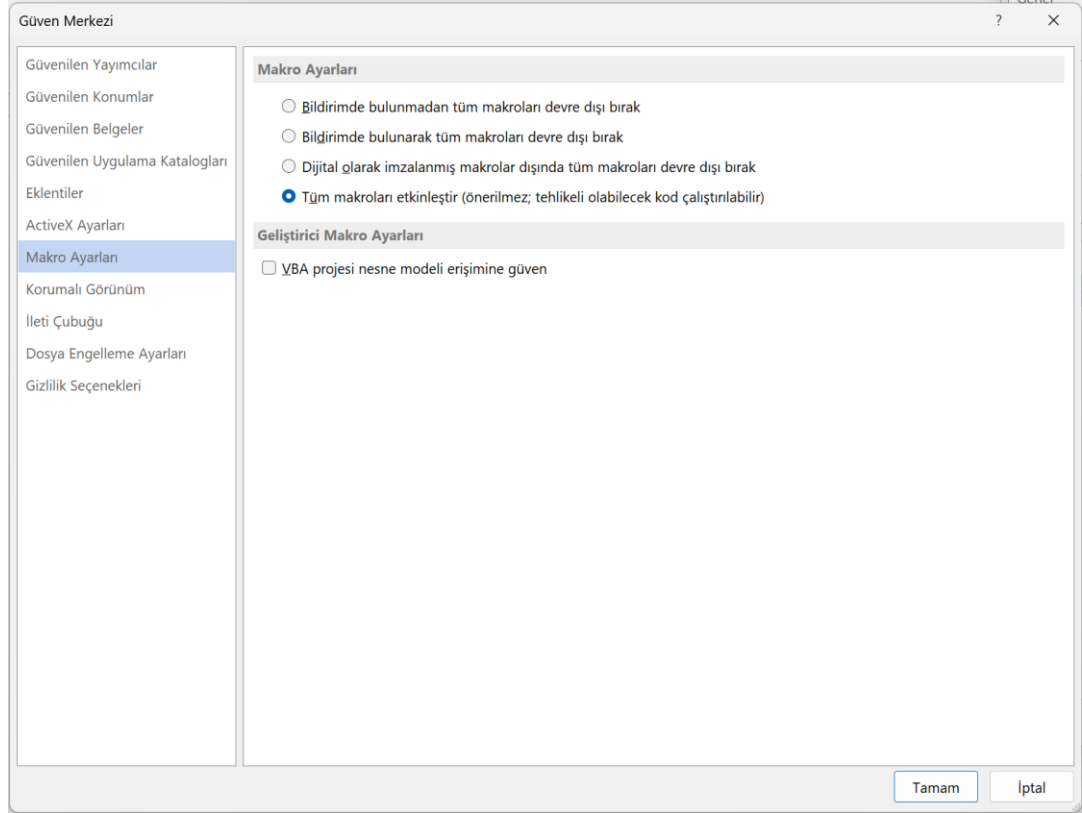 Güven Merkezi
?
Güvenilen Yayımcılar
Güvenilen Konumlar
Güvenilen Belgeler
Güvenilen Uygulama Katalogları
Eklentiler
ActiveX Ayarları
Makro Ayarları
Korumalı Görünüm
İleti Çubuğu
Dosya Engelleme Ayarları
Gizlilik Seçenekleri
Makro Ayarları
Bildirimde bulunmadan tüm makroları devre dışı bırak
Bildirimde bulunarak tüm makroları devre dışı bırak
Dijital olarak imzalanmış makrolar dışında tüm makroları devre dışı bırak
Tüm makroları etkinleştir (önerilmez; tehlikeli olabilecek kod çalıştırılabilir)
Geliştirici Makro Ayarları
VBA projesi nesne modeli erişimine güven
Tamam
İptal